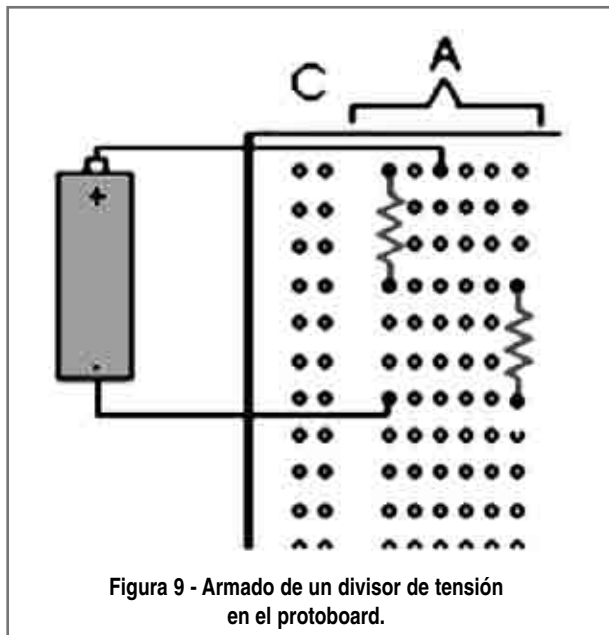 C
A
+
-
Figura 9 - Armado de un divisor de tensión
en el protoboard.